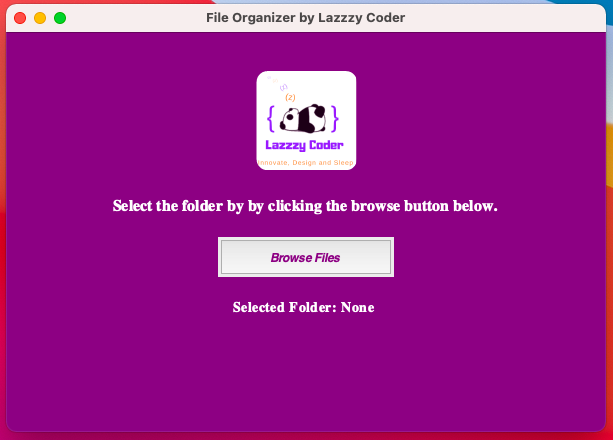 File Organizer by Lazzzy Coder
{ }
Lazzzy Coder
Innovate, Design and Sleep
Select the folder by by clicking the browse button below.
Browse Files
Selected Folder: None